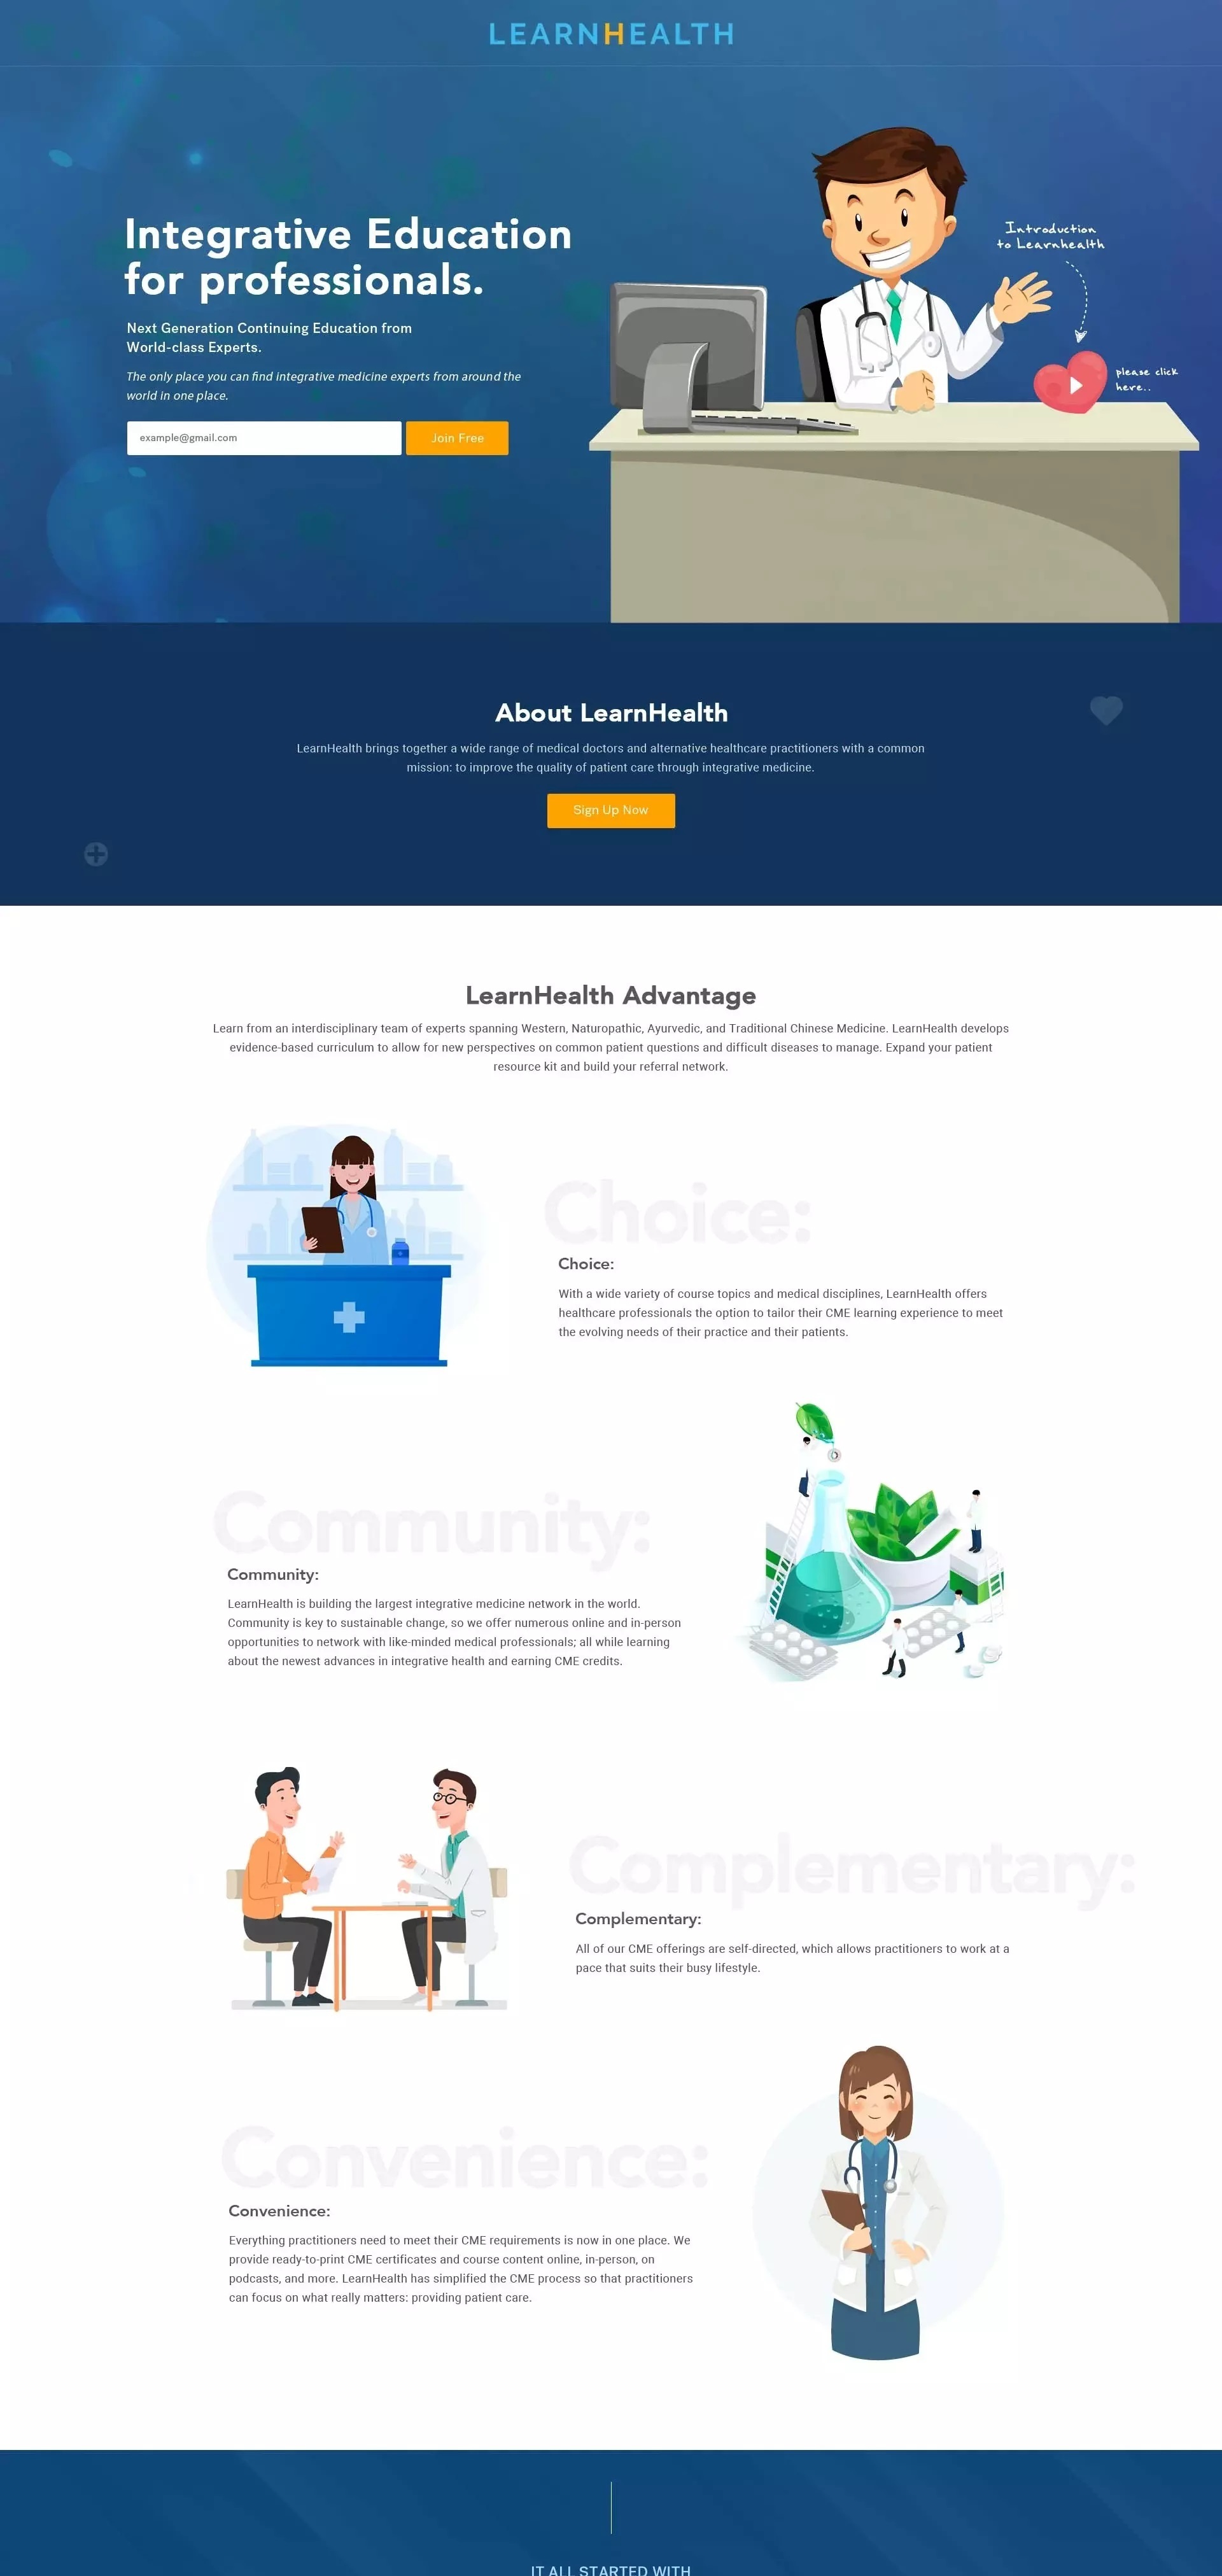 LEARNHEALTH
Integrative Education
for professionals.
Next Generation Continuing Education from
World-class Experts.
The only place you can find integrative medicine experts from around the
world in one place.
example@gmail.com
Join Free
Introduction
to Learnhealth
please click
here..
About LearnHealth
LearnHealth brings together a wide range of medical doctors and alternative healthcare practitioners with a common
mission: to improve the quality of patient care through integrative medicine.
Sign Up Now
LearnHealth Advantage
Learn from an interdisciplinary team of experts spanning Western, Naturopathic, Ayurvedic, and Traditional Chinese Medicine. LearnHealth develops
evidence-based curriculum to allow for new perspectives on common patient questions and difficult diseases to manage. Expand your patient
resource kit and build your referral network.
Choice:
Choice:
With a wide variety of course topics and medical disciplines, LearnHealth offers
healthcare professionals the option to tailor their CME learning experience to meet
the evolving needs of their practice and their patients.
Community:
Community:
LearnHealth is building the largest integrative medicine network in the world.
Community is key to sustainable change, so we offer numerous online and in-person
opportunities to network with like-minded medical professionals; all while learning
about the newest advances in integrative health and earning CME credits.
Complementary:
Complementary:
All of our CME offerings are self-directed, which allows practitioners to work at a
pace that suits their busy lifestyle.
Convenience:
Convenience:
Everything practitioners need to meet their CME requirements is now in one place. We
provide ready-to-print CME certificates and course content online, in-person, on
podcasts, and more. LearnHealth has simplified the CME process so that practitioners
can focus on what really matters: providing patient care.
IT ALL STARTED WITH